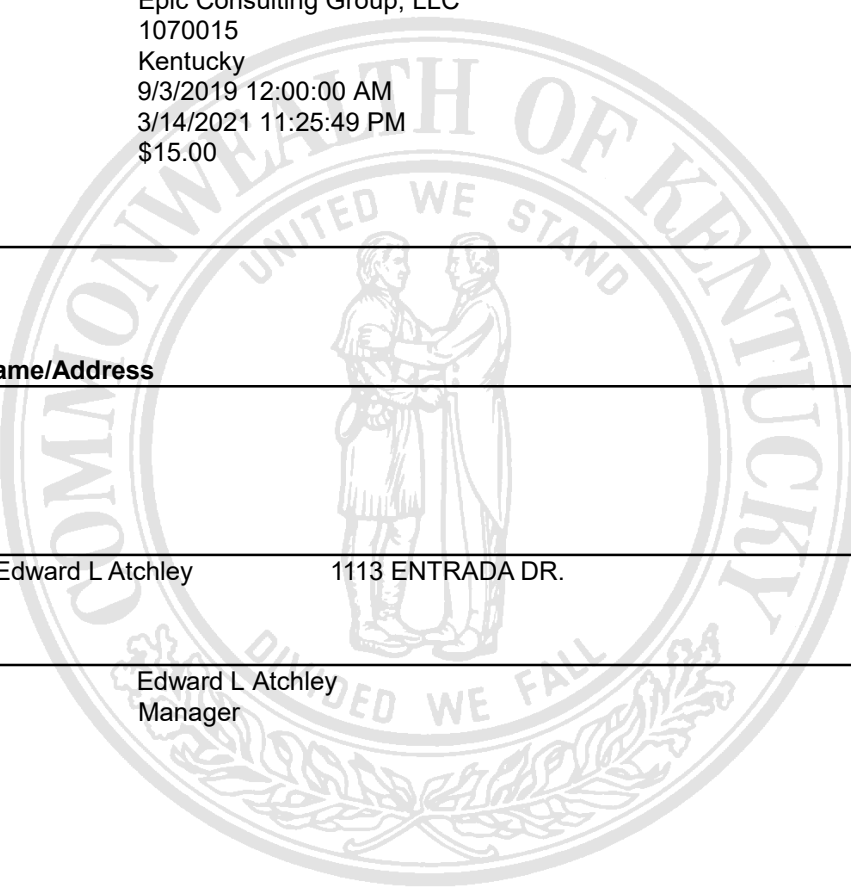 Epic Consulting Group, LLC
1070015
Kentucky
9/3/2019 12:00:00 AM
3/14/2021 11:25:49 PM
$15.00
COMMONWEALTH OF KENTUCKY
UNITED WE STAND
ame/Address
Edward L Atchley 1113 ENTRADA DR.
DIVIDED WE FALL
Edward L Atchley
Manager